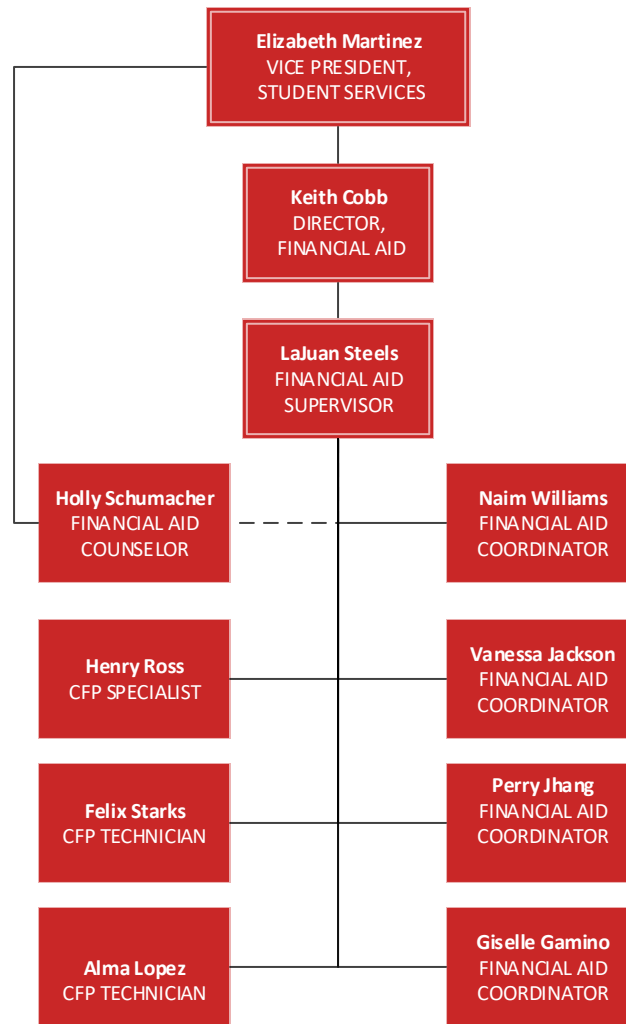 Elizabeth Martinez
VICE PRESIDENT,
STUDENT SERVICES
Keith Cobb
DIRECTOR,
FINANCIAL AID
LaJuan Steels
FINANCIAL AID
SUPERVISOR
Holly Schumacher
FINANCIAL AID
COUNSELOR
Naim Williams
FINANCIAL AID
COORDINATOR
Henry Ross
CFP SPECIALIST
Vanessa Jackson
FINANCIAL AID
COORDINATOR
Felix Starks
CFP TECHNICIAN
Perry Jhang
FINANCIAL AID
COORDINATOR
Alma Lopez
CFP TECHNICIAN
Giselle Gamino
FINANCIAL AID
COORDINATOR